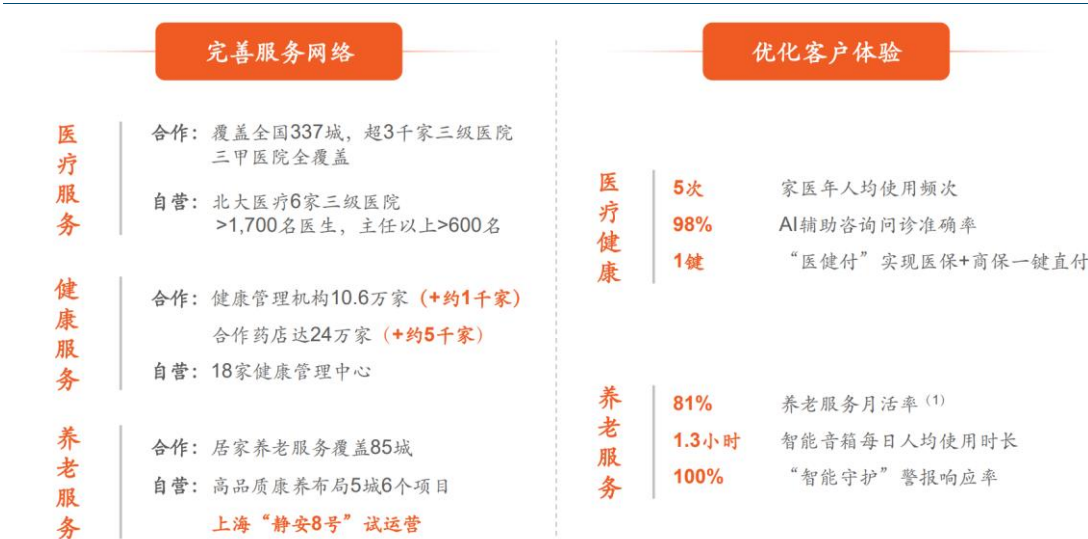 完善服务网络
医疗服务
合作：覆盖全国337城，超3千家三级医院
三甲医院全覆盖
自营：北大医疗6家三级医院
>1,700名医生，主任以上>600名
健康服务
合作：健康管理机构10.6万家（+约1千家）
合作药店达24万家（+约5千家）
自营：18家健康管理中心
养老服务
合作：居家养老服务覆盖85城
自营：高品质康养布局5城6个项目
上海“静安8号”试运营
优化客户体验
医疗健康
5次 家医年人均使用频次
98% AI辅助咨询问诊准确率
1键 “医健付”实现医保+商保一键直付
养老服务
81% 养老服务月活率（1）
1.3小时 智能音箱每日人均使用时长
100% “智能守护”警报响应率